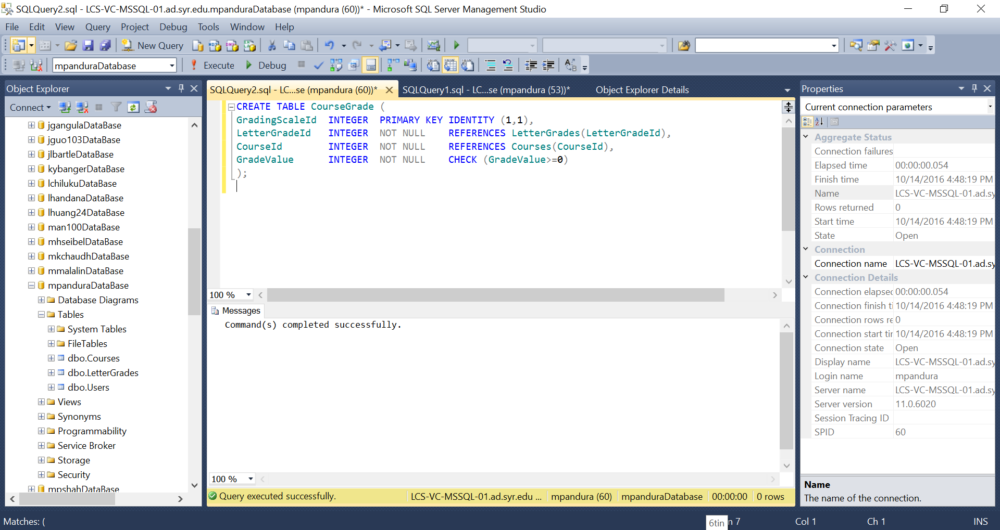 SQLQuery2.sql - LCS-VC-MSSQL-01.ad.syr.edu.mpanduraDatabase (mpandura (60))* - Microsoft SQL Server Management Studio
File Edit View Query Project Debug Tools Window Help
New Query
mpanduraDatabase Execute Debug
Object Explorer
Connect
jgangulaDataBase
jguo103DataBase
jlbartleDataBase
kybangerDataBase
lchilukuDataBase
lhandanaDataBase
lhuang24DataBase
man100DataBase
mhseibelDataBase
mkchaudhDataBase
mmalalinDataBase
mpanduraDataBase
Database Diagrams
Tables
System Tables
FileTables
dbo.Courses
dbo.LetterGrades
dbo.Users
Views
Synonyms
Programmability
Service Broker
Storage
Security
mpshahDataBase
SQLQuery2.sql - LC...se (mpandura (60))* SQLQuery1.sql - LC...se (mpandura (53))* Object Explorer Details
CREATE TABLE CourseGrade (
GradingScaleId INTEGER PRIMARY KEY IDENTITY (1,1),
LetterGradeId INTEGER NOT NULL REFERENCES LetterGrades(LetterGradeId),
CourseId INTEGER NOT NULL REFERENCES Courses(CourseId),
GradeValue INTEGER NOT NULL CHECK (GradeValue>=0)
);
100 %
Messages
Command(s) completed successfully.
100 %
Query executed successfully. LCS-VC-MSSQL-01.ad.syr.edu ... mpandura (60) mpanduraDatabase 00:00:00 0 rows
Properties
Current connection parameters
Aggregate Status
Connection failures
Elapsed time 00:00:00.054
Finish time 10/14/2016 4:48:19 PM
Name LCS-VC-MSSQL-01.ad.sy
Rows returned 0
Start time 10/14/2016 4:48:19 PM
State Open
Connection
Connection name LCS-VC-MSSQL-01.ad.sy
Connection Details
Connection elapsec 00:00:00.054
Connection finish ti 10/14/2016 4:48:19 PM
Connection rows re 0
Connection start tir 10/14/2016 4:48:19 PM
Connection state Open
Display name LCS-VC-MSSQL-01.ad.sy
Login name mpandura
Server name LCS-VC-MSSQL-01.ad.sy
Server version 11.0.6020
Session Tracing ID
SPID 60
Name
The name of the connection.
Matches: ( 6tin n 7 Col 1 Ch 1 INS